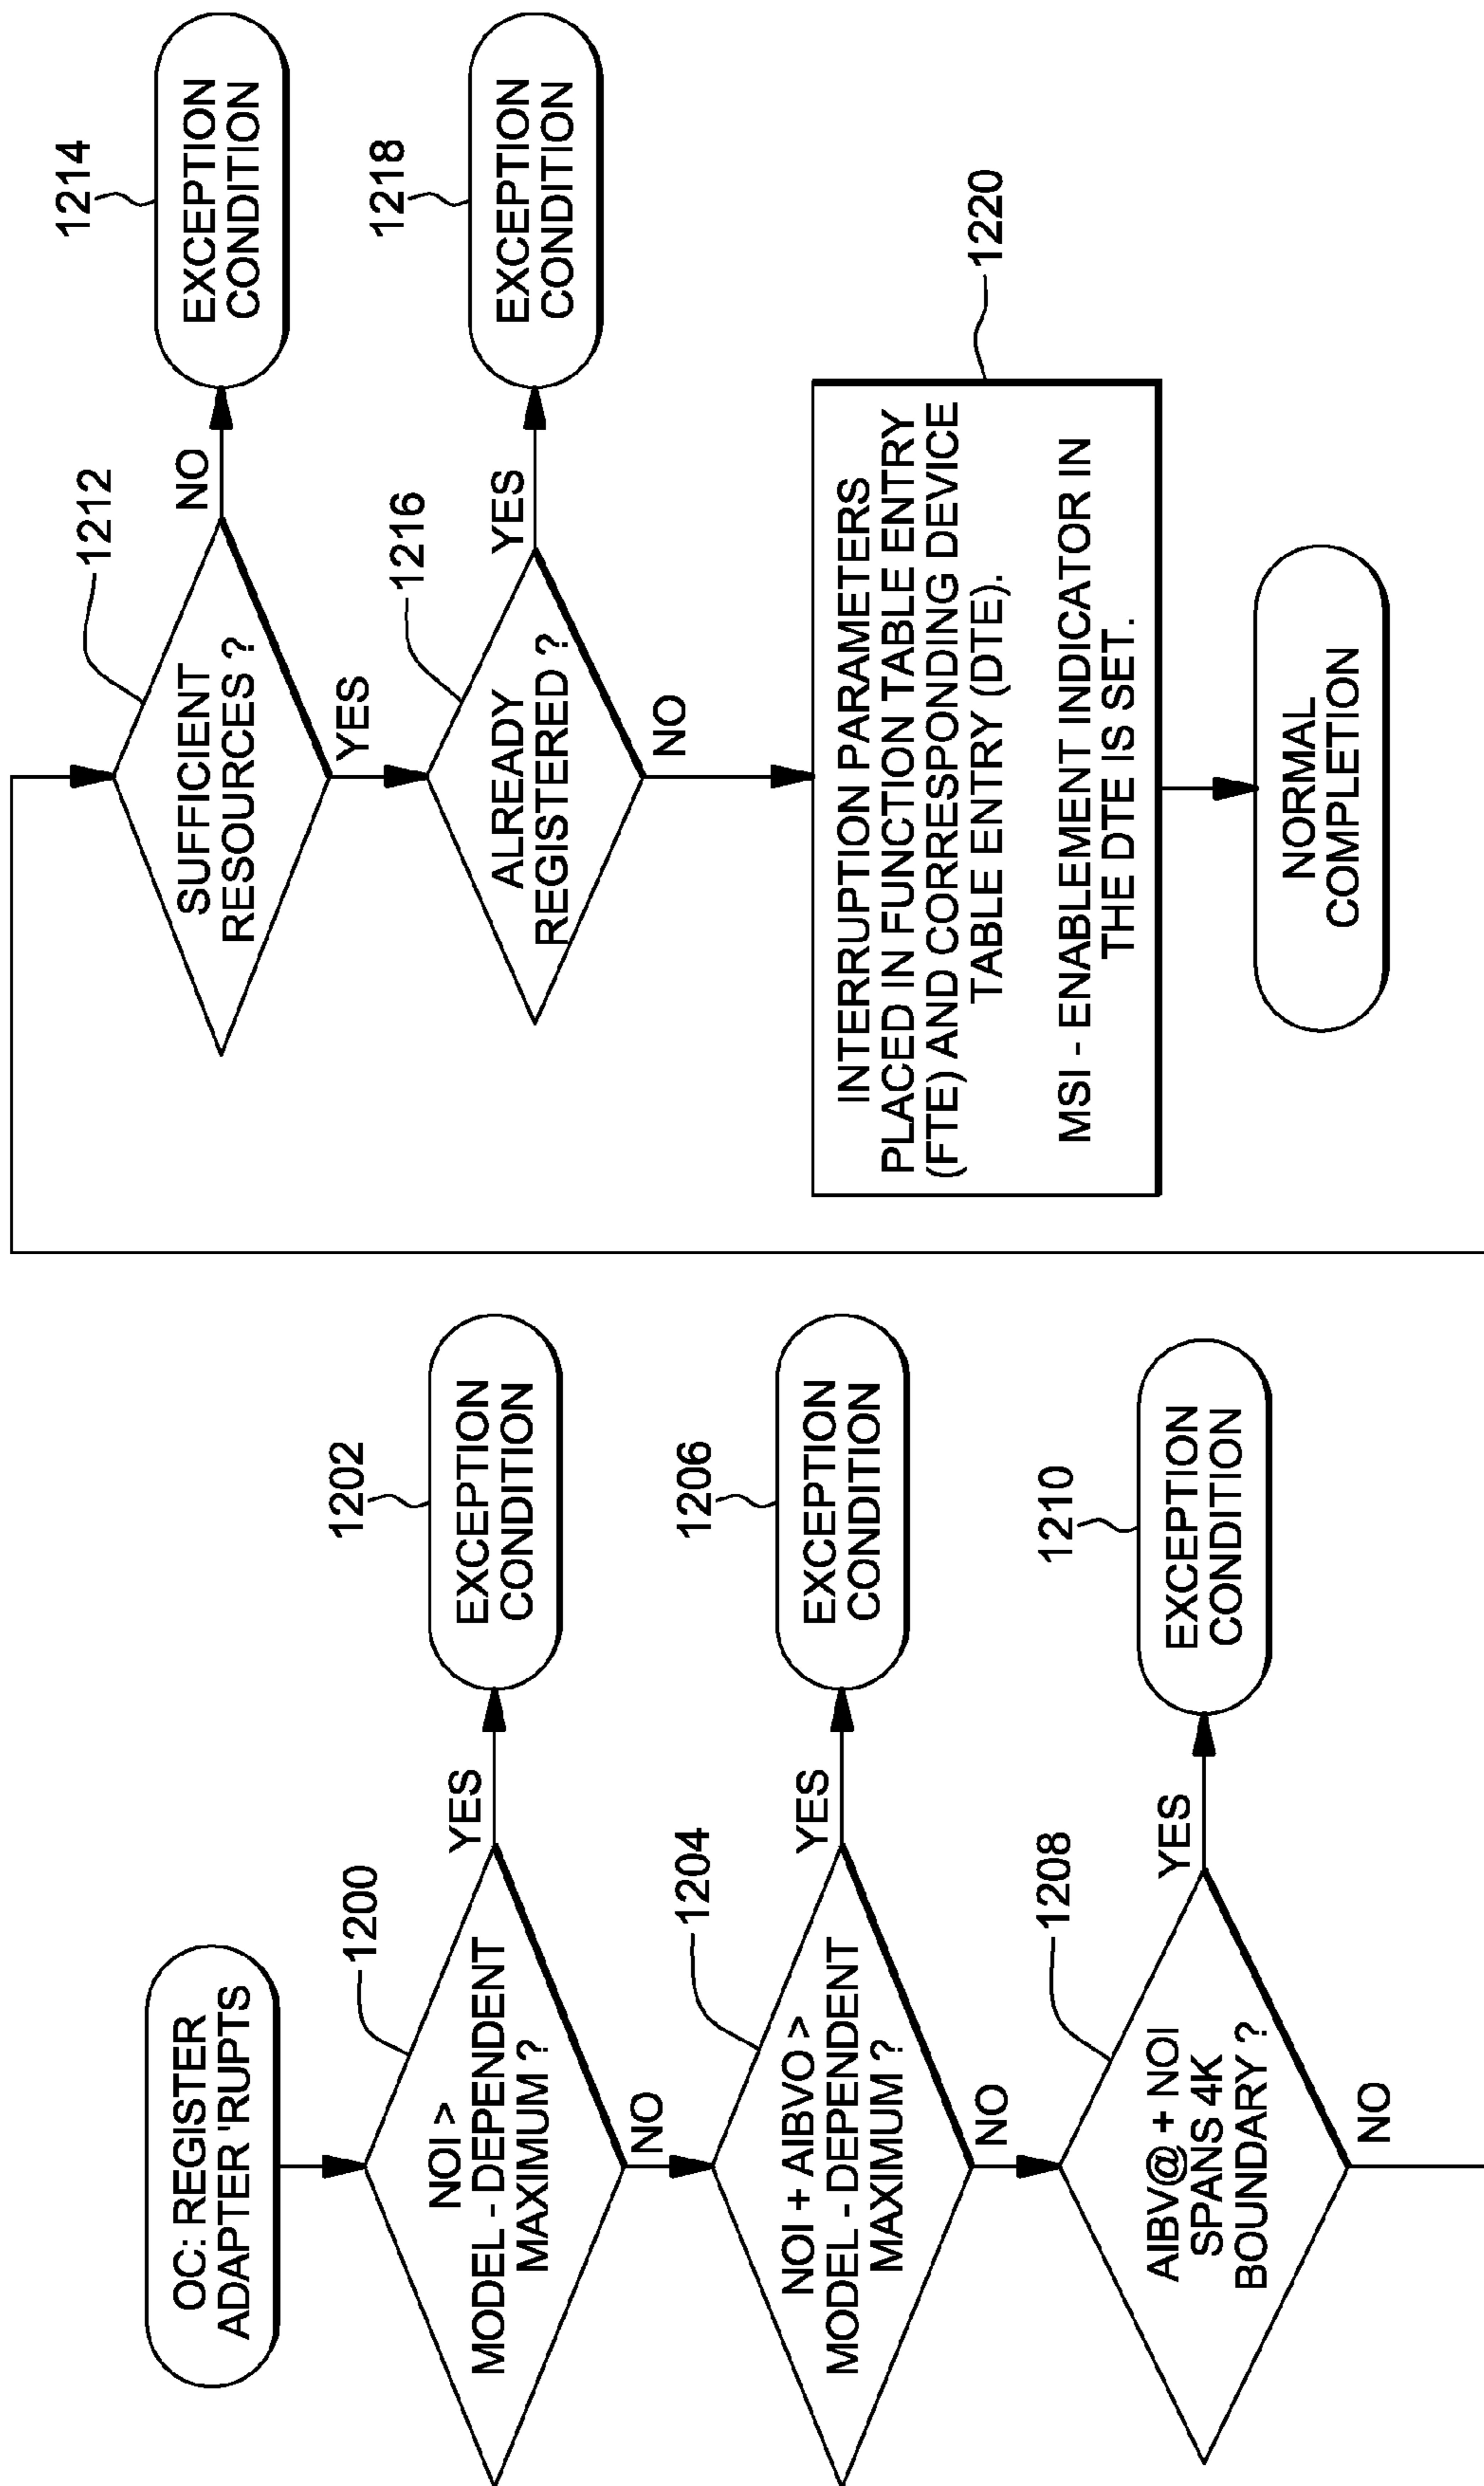 OC: REGISTER
ADAPTER 'RUPTS
1200
NOI >
MODEL - DEPENDENT
MAXIMUM ?
YES
1202
EXCEPTION
CONDITION
NO
1204
NOI + AIBVO >
MODEL - DEPENDENT
MAXIMUM ?
YES
1206
EXCEPTION
CONDITION
NO
1208
AIBV@ + NOI
SPANS 4K
BOUNDARY ?
YES
1210
EXCEPTION
CONDITION
NO
1212
SUFFICIENT
RESOURCES ?
NO
1214
EXCEPTION
CONDITION
YES
1216
ALREADY
REGISTERED ?
YES
1218
EXCEPTION
CONDITION
NO
1220
INTERRUPTION PARAMETERS
PLACED IN FUNCTION TABLE ENTRY
(FTE) AND CORRESPONDING DEVICE
TABLE ENTRY (DTE).
MSI - ENABLEMENT INDICATOR IN
THE DTE IS SET.
NORMAL
COMPLETION